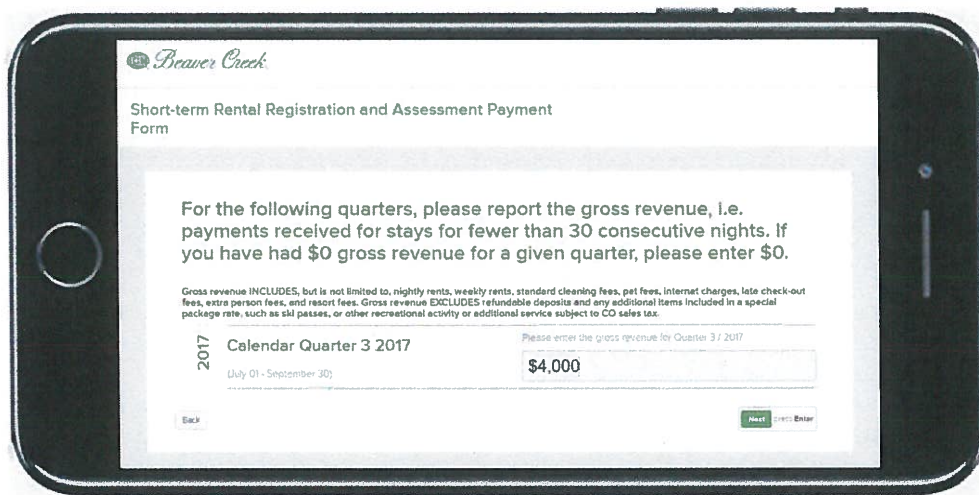 Beaver Creek
Short-term Rental Registration and Assessment Payment
Form
For the following quarters, please report the gross revenue, i.e.
payments received for stays for fewer than 30 consecutive nights. If
you have had $0 gross revenue for a given quarter, please enter $0.
Gross revenue INCLUDES, but is not limited to, nightly rents, weekly rents, standard cleaning fees, pet fees, internet charges, late check-out
fees, extra person fees, and resort fees. Gross revenue EXCLUDES refundable deposits and any additional items included in a special
package rate, such as ski passes, or other recreational activity or additional service subject to CO sales tax.
2017
Calendar Quarter 3 2017
(July 01 - September 30)
Please enter the gross revenue for Quarter 3 / 2017
$4,000
Back
Next press Enter